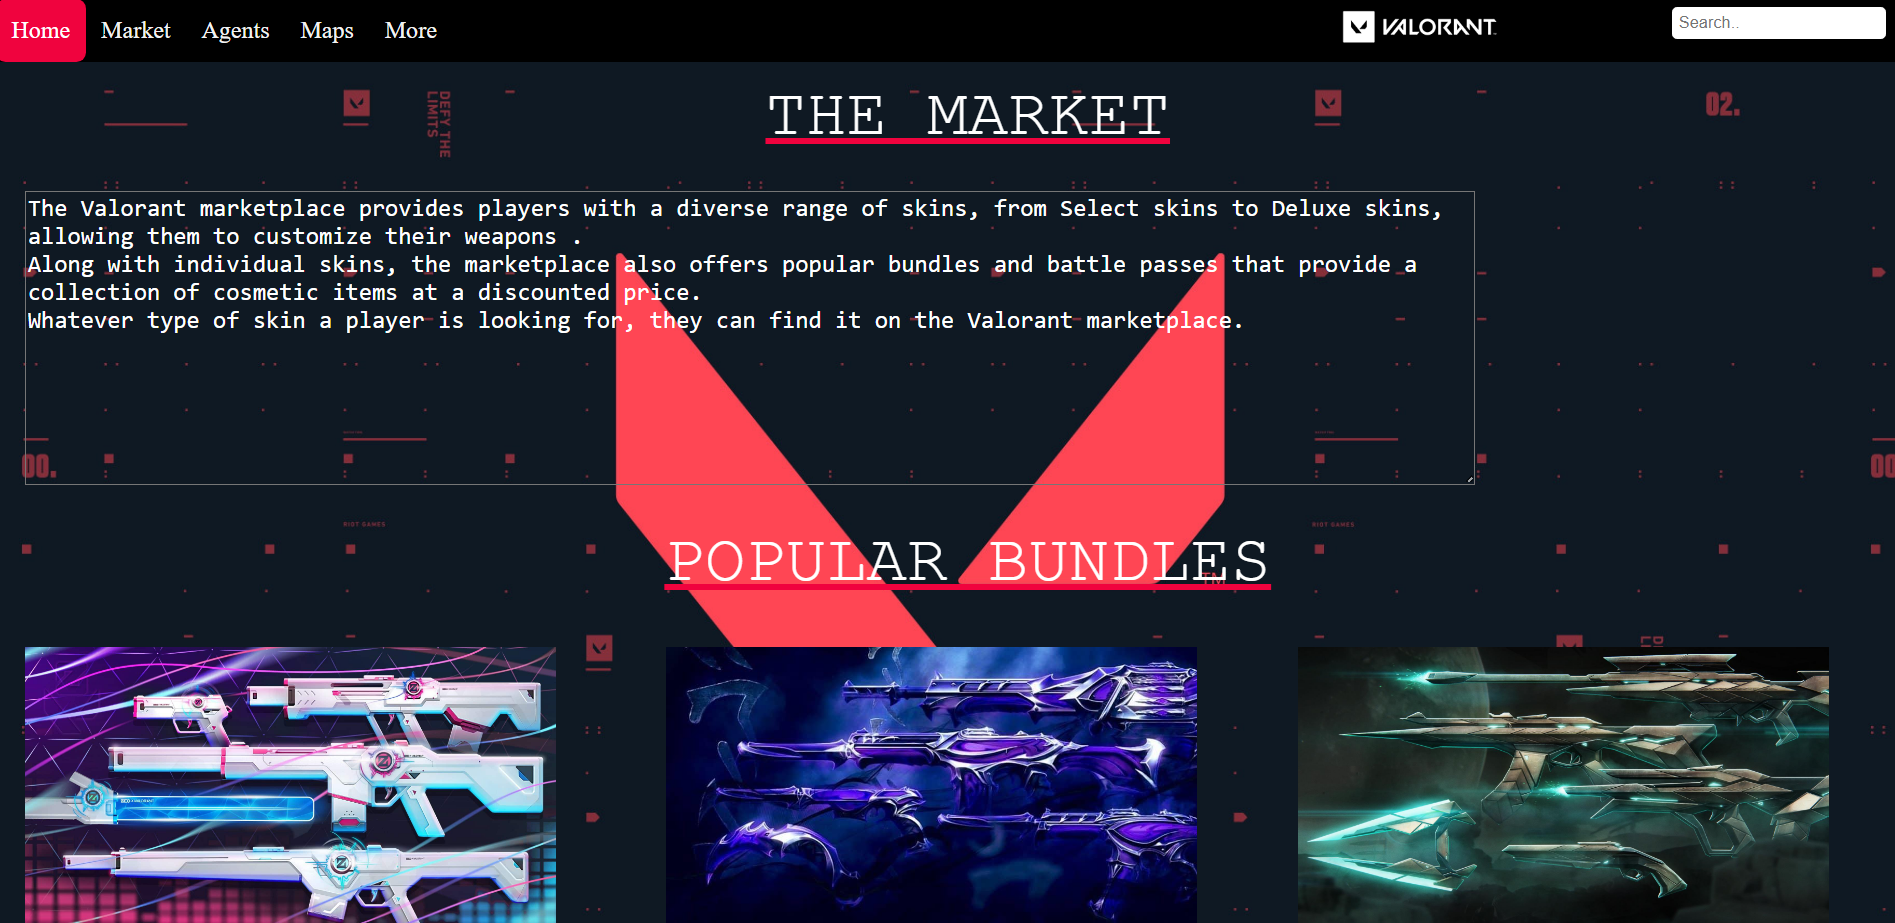 Home Market Agents Maps More VALORANT Search..
DEFY THE
LIMITS
THE MARKET
02.
The Valorant marketplace provides players with a diverse range of skins, from Select skins to Deluxe skins,
allowing them to customize their weapons .
Along with individual skins, the marketplace also offers popular bundles and battle passes that provide a
collection of cosmetic items at a discounted price.
Whatever type of skin a player is looking for, they can find it on the Valorant marketplace.
00.
00
RIOT GAMES
RIOT GAMES
POPULAR BUNDLES
TM